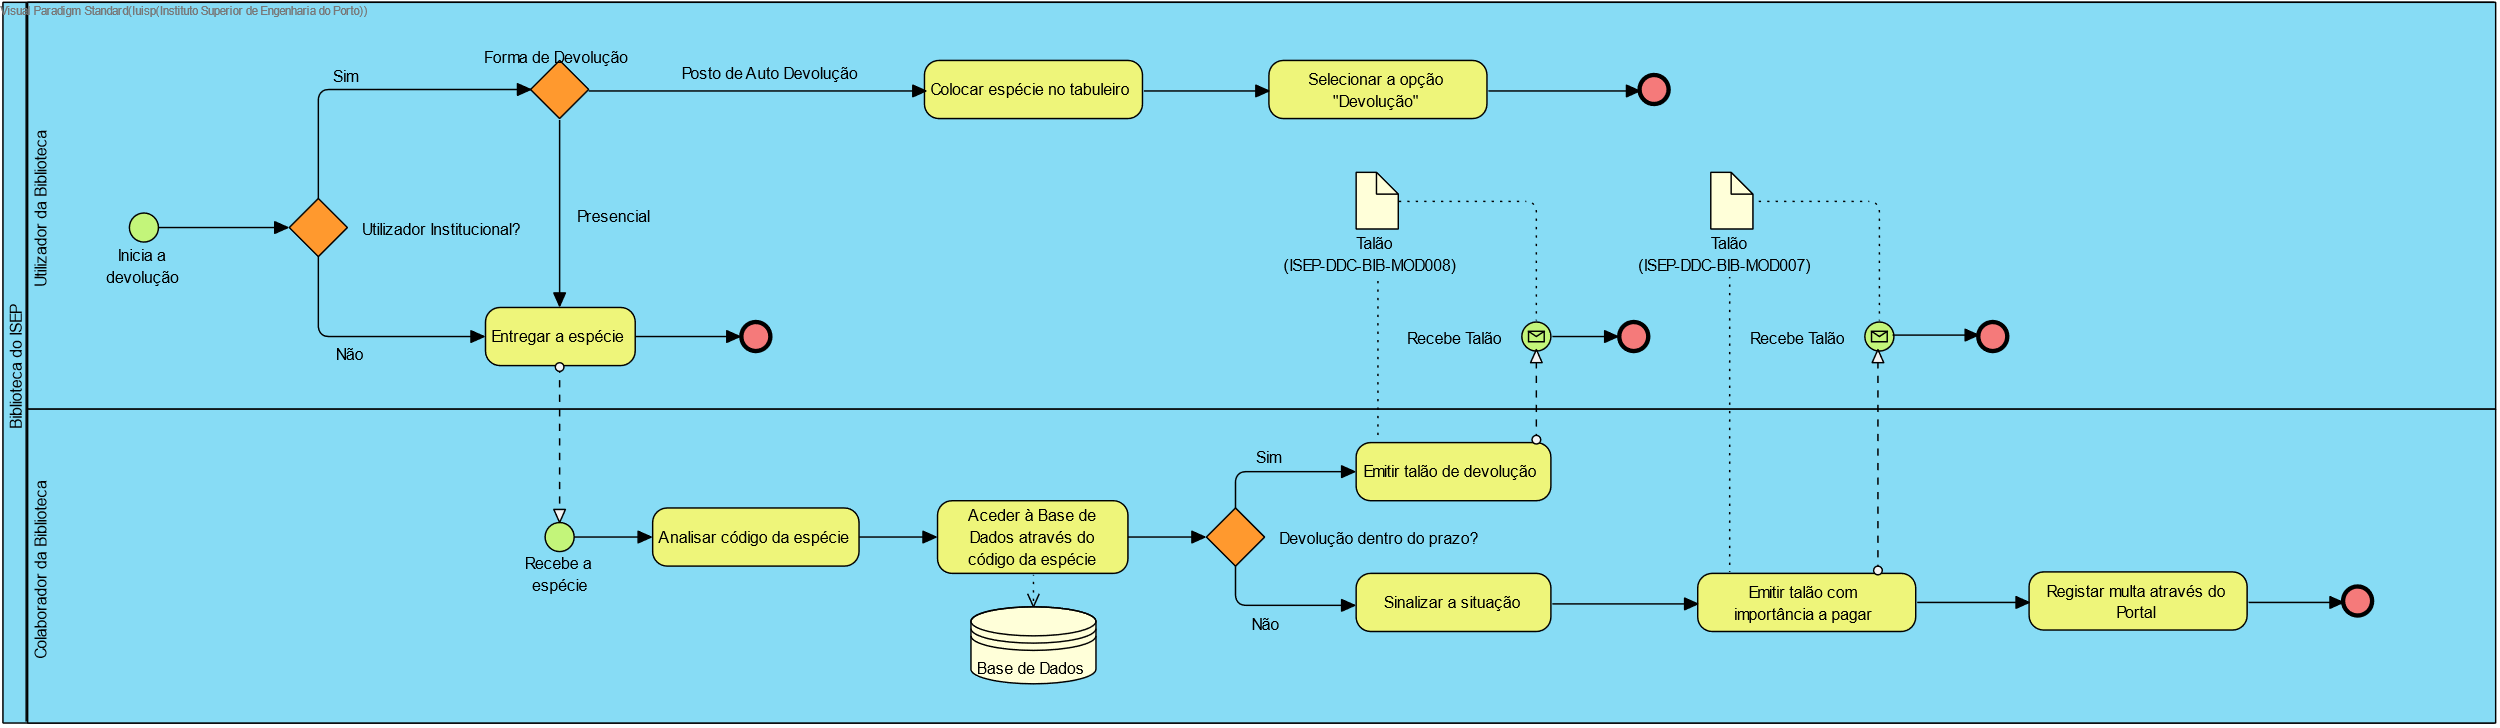 Visual Paradigm Standard(luisp(Instituto Superior de Engenharia do Porto))
Biblioteca do ISEP
Utilizador da Biblioteca
Inicia a
devolução
Utilizador Institucional?
Sim
Não
Forma de Devolução
Posto de Auto Devolução
Presencial
Colocar espécie no tabuleiro
Selecionar a opção
"Devolução"
Entregar a espécie
Talão
(ISEP-DDC-BIB-MOD008)
Recebe Talão
Talão
(ISEP-DDC-BIB-MOD007)
Recebe Talão
Colaborador da Biblioteca
Recebe a
espécie
Analisar código da espécie
Aceder à Base de
Dados através do
código da espécie
Base de Dados
Devolução dentro do prazo?
Sim
Não
Emitir talão de devolução
Sinalizar a situação
Emitir talão com
importância a pagar
Registar multa através do
Portal